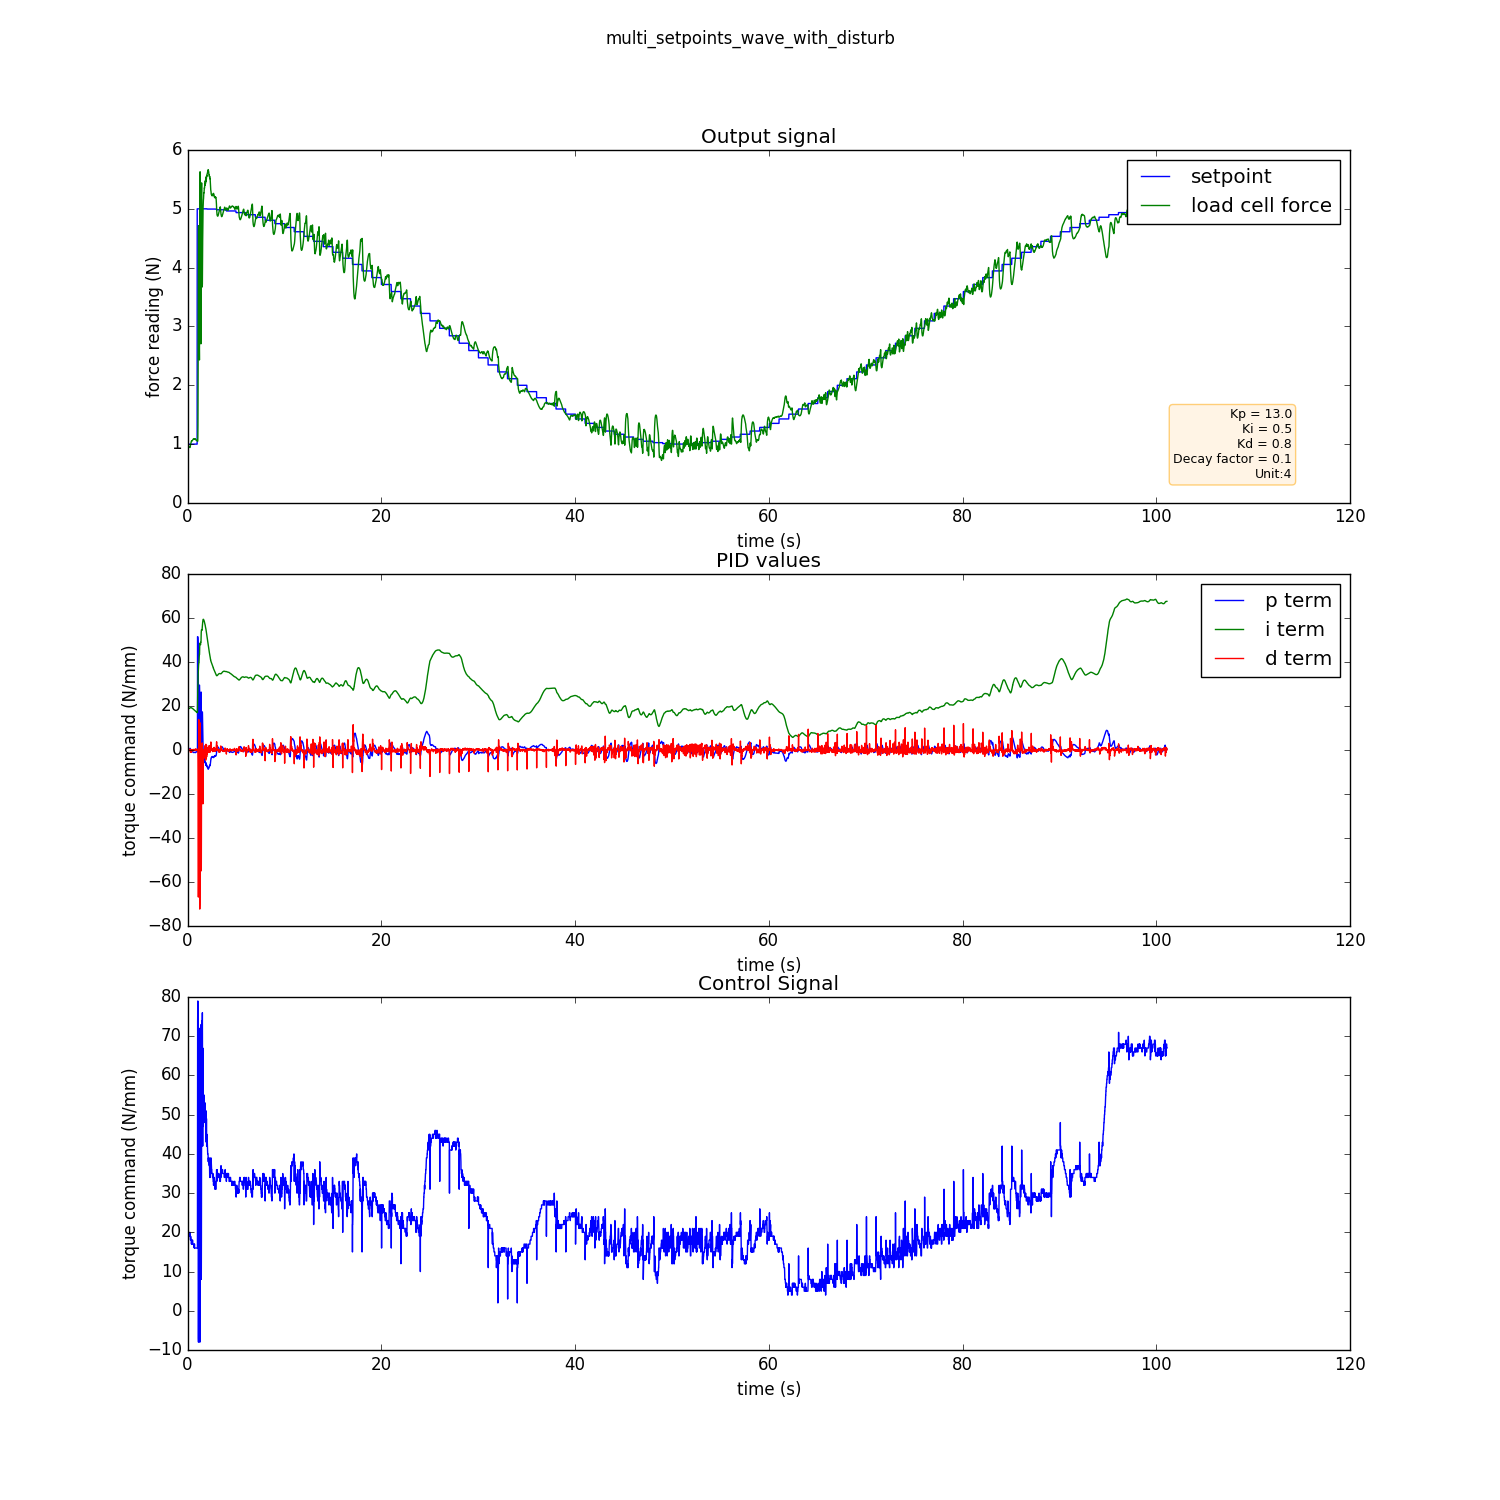 multi_setpoints_wave_with_disturb
Output signal
6
5
4
3
2
1
0
force reading (N)
setpoint
load cell force
Kp = 13.0
Ki = 0.5
Kd = 0.8
Decay factor = 0.1
Unit:4
0 20 40 60 80 100 120
time (s)
PID values
80
60
40
20
0
−20
−40
−60
−80
torque command (N/mm)
p term
i term
d term
0 20 40 60 80 100 120
time (s)
Control Signal
80
70
60
50
40
30
20
10
0
−10
torque command (N/mm)
0 20 40 60 80 100 120
time (s)